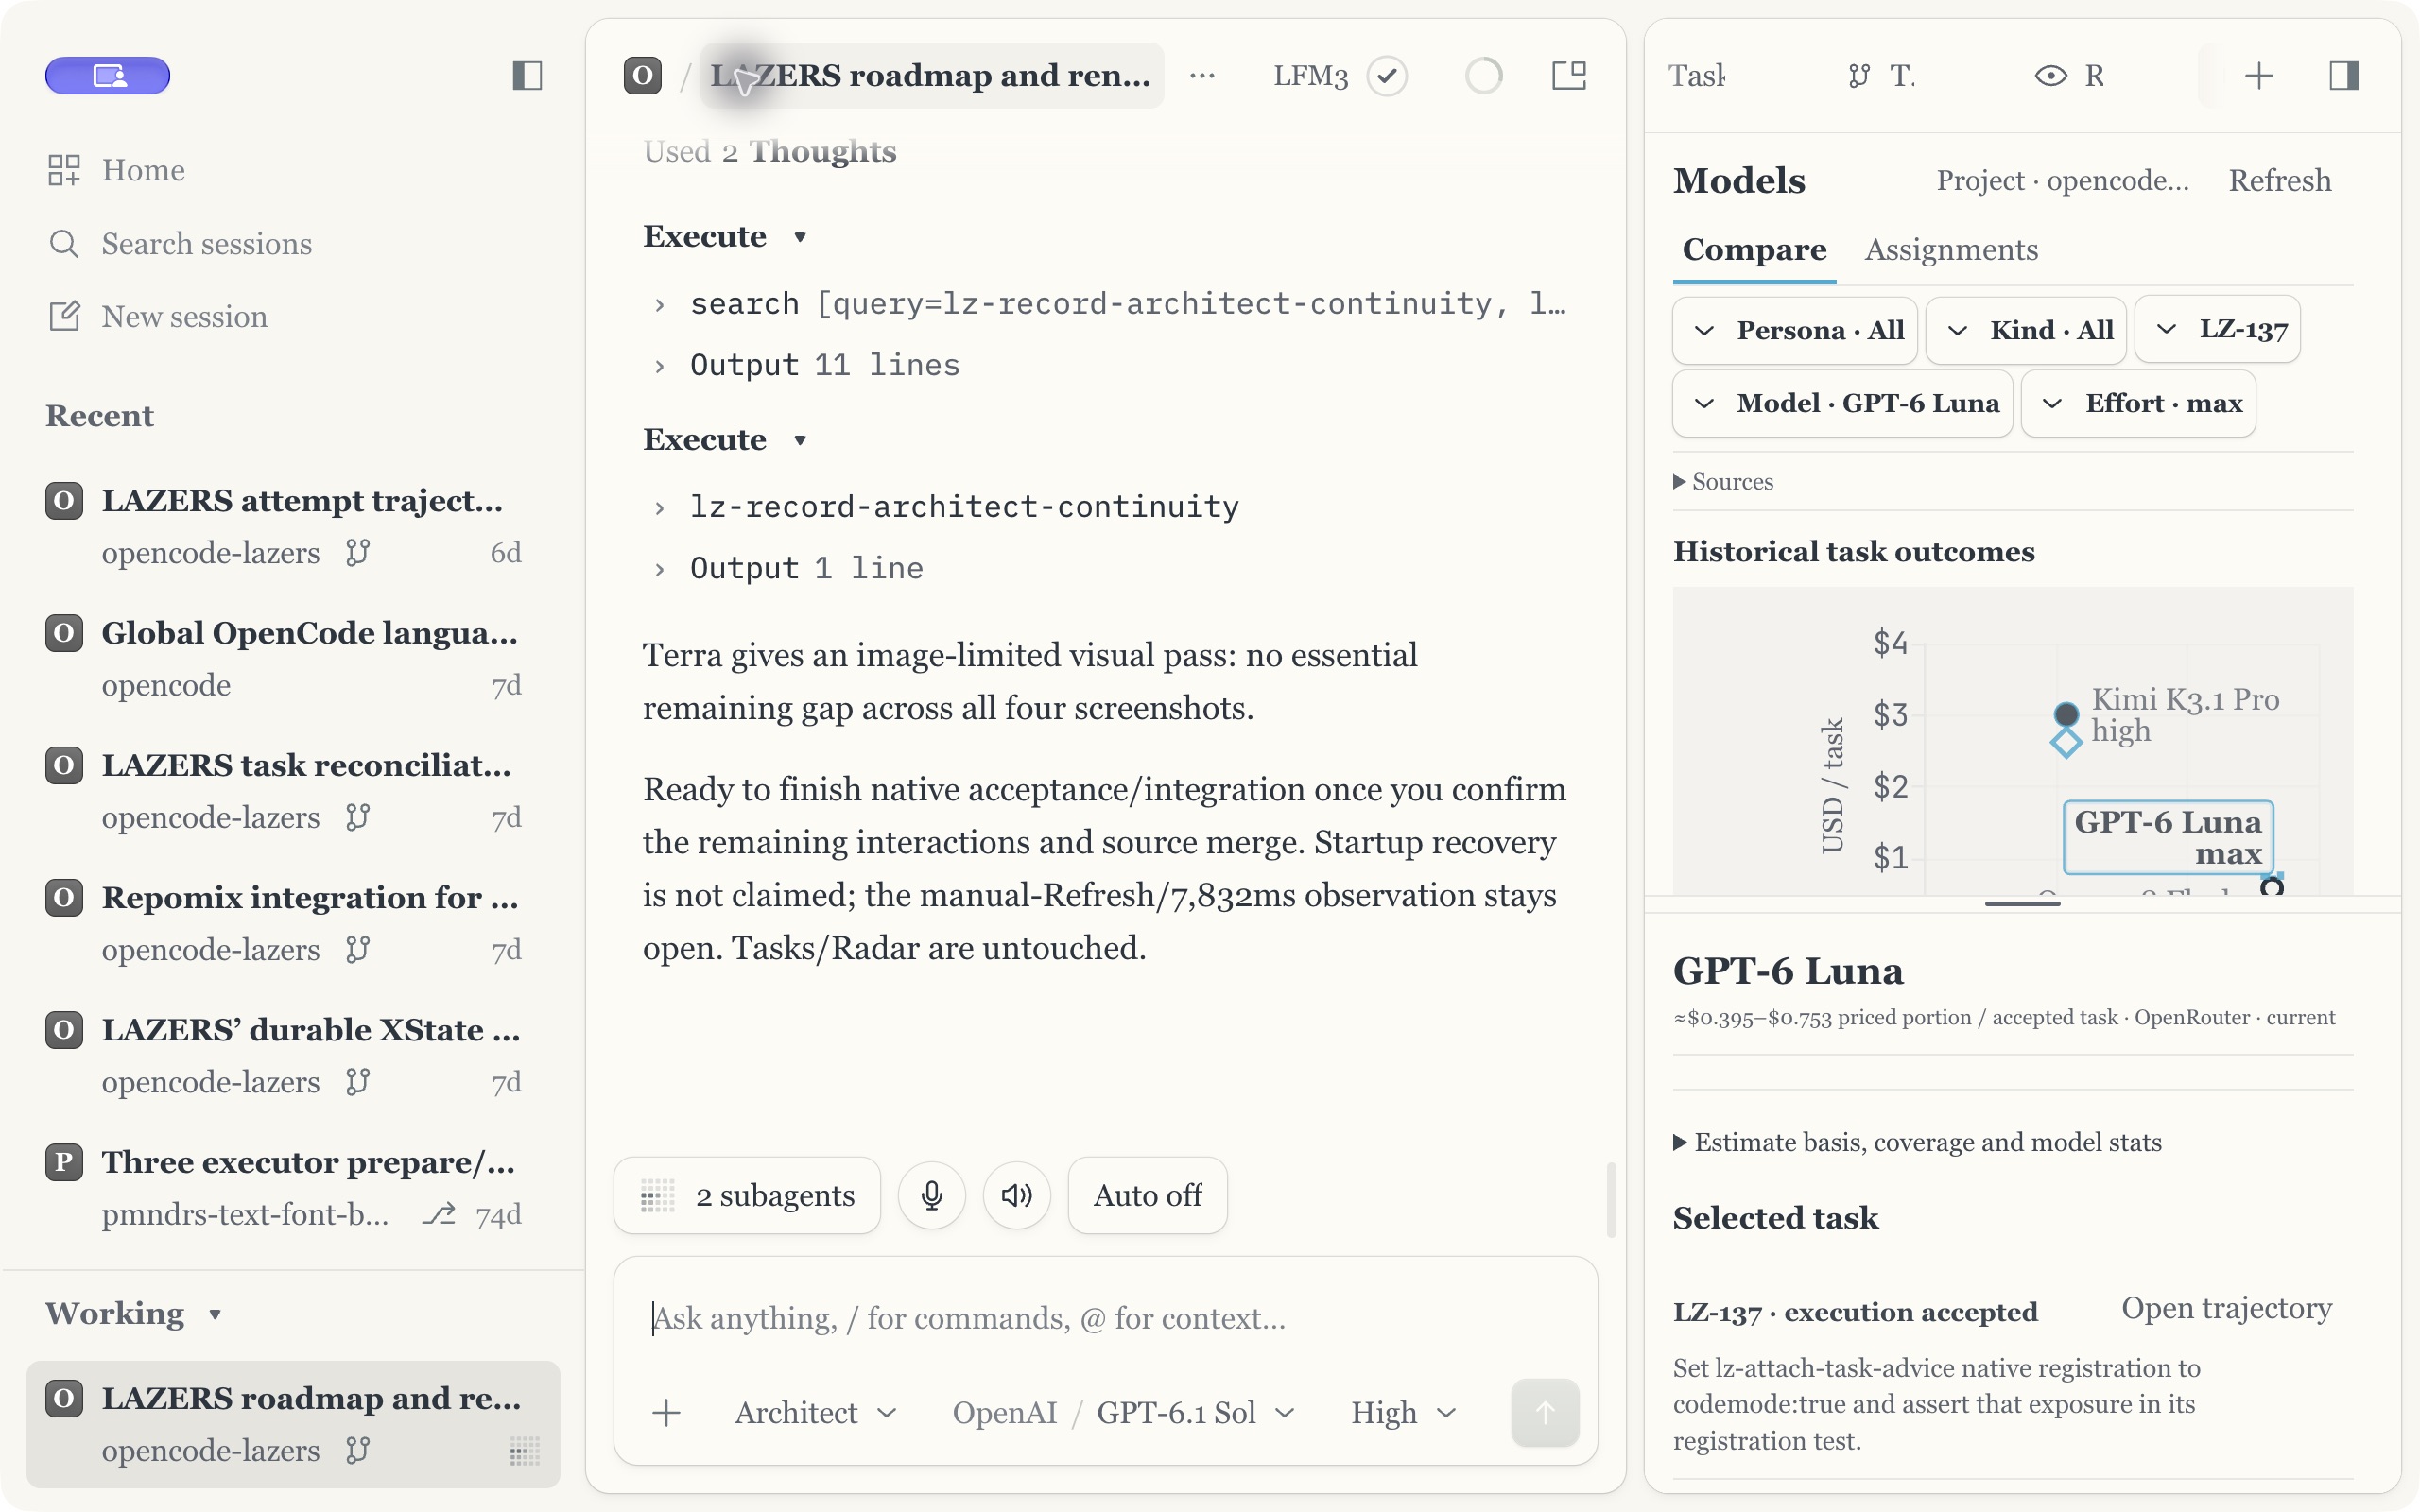 Home
Search sessions
New session
Recent
O LAZERS attempt traject...
opencode-lazers 6d
O Global OpenCode langua...
opencode 7d
O LAZERS task reconciliat...
opencode-lazers 7d
O Repomix integration for ...
opencode-lazers 7d
O LAZERS’ durable XState ...
opencode-lazers 7d
P Three executor prepare/...
pmndrs-text-font-b... 74d
Working
O LAZERS roadmap and re...
opencode-lazers
O / LAZERS roadmap and ren... ... LFM3
Used 2 Thoughts
Execute
search [query=lz-record-architect-continuity, l...
Output 11 lines
Execute
lz-record-architect-continuity
Output 1 line
Terra gives an image-limited visual pass: no essential
remaining gap across all four screenshots.
Ready to finish native acceptance/integration once you confirm
the remaining interactions and source merge. Startup recovery
is not claimed; the manual-Refresh/7,832ms observation stays
open. Tasks/Radar are untouched.
2 subagents
Auto off
Ask anything, / for commands, @ for context...
Architect OpenAI / GPT-6.1 Sol High
Task T. R
Models Project · opencode... Refresh
Compare Assignments
Persona · All Kind · All LZ-137
Model · GPT-6 Luna Effort · max
Sources
Historical task outcomes
USD / task
$4
$3
$2
$1
Kimi K3.1 Pro
high
GPT-6 Luna
max
GPT-6 Luna
≈$0.395–$0.753 priced portion / accepted task · OpenRouter · current
Estimate basis, coverage and model stats
Selected task
LZ-137 · execution accepted Open trajectory
Set lz-attach-task-advice native registration to
codemode:true and assert that exposure in its
registration test.